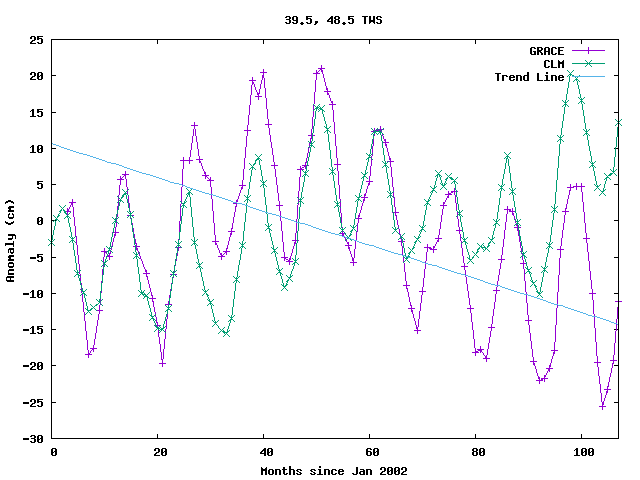 39.5, 48.5 TWS
GRACE
CLM
Trend Line
25
20
15
10
5
0
-5
-10
-15
-20
-25
-30
Anomaly (cm)
0 20 40 60 80 100
Months since Jan 2002